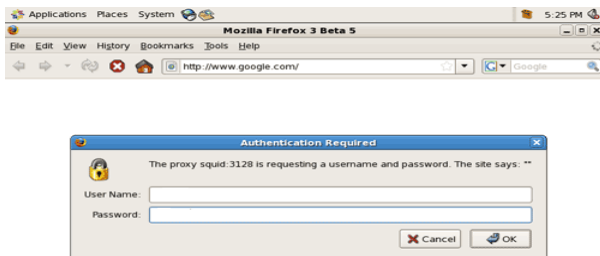 Applications Places System 5:25 PM
Mozilla Firefox 3 Beta 5
File Edit View History Bookmarks Tools Help
http://www.google.com/ G Google
Authentication Required
The proxy squid:3128 is requesting a username and password. The site says: ""
User Name:
Password:
Cancel OK